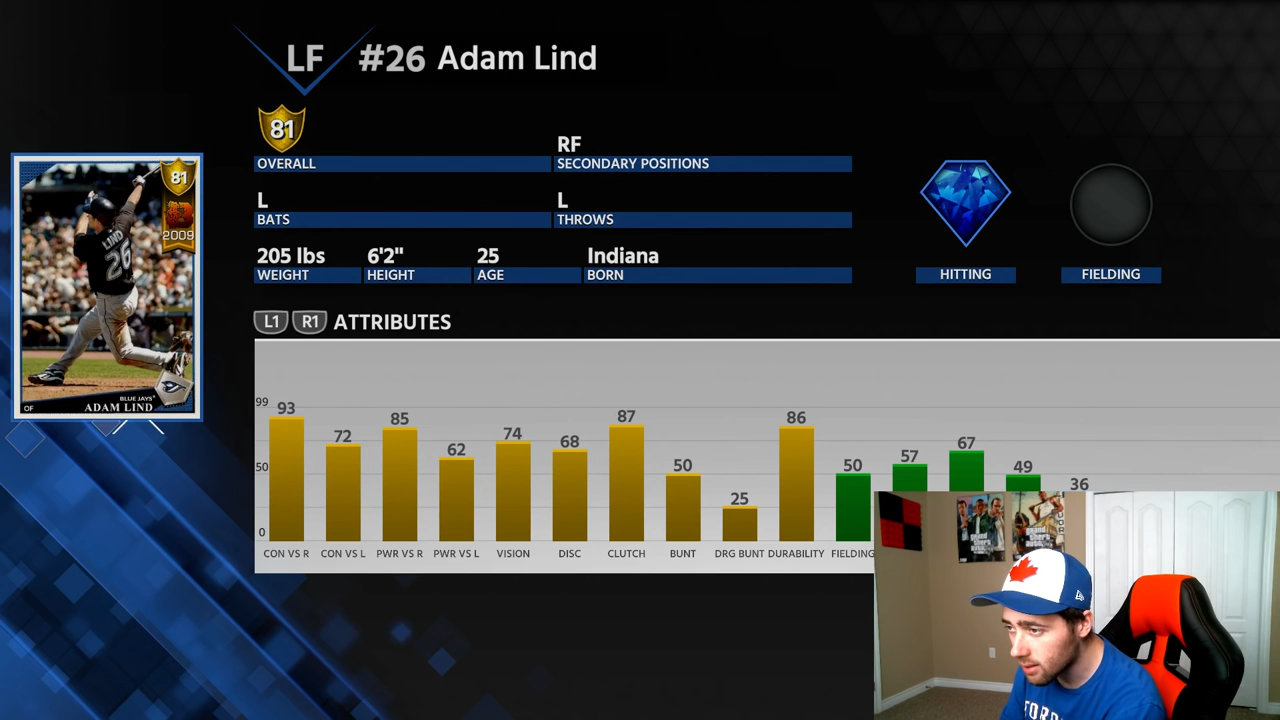 LF #26 Adam Lind
81
OVERALL
RF
SECONDARY POSITIONS
L
BATS
L
THROWS
205 lbs
WEIGHT
6'2"
HEIGHT
25
AGE
Indiana
BORN
HITTING
FIELDING
81
2009
LIND
26
BLUE JAYS
OF ADAM LIND
L1 R1 ATTRIBUTES
99
50
0
93 72 85 62 74 68 87 50 25 86 50 57 67 49 36
CON VS R CON VS L PWR VS R PWR VS L VISION DISC CLUTCH BUNT DRG BUNT DURABILITY FIELDING